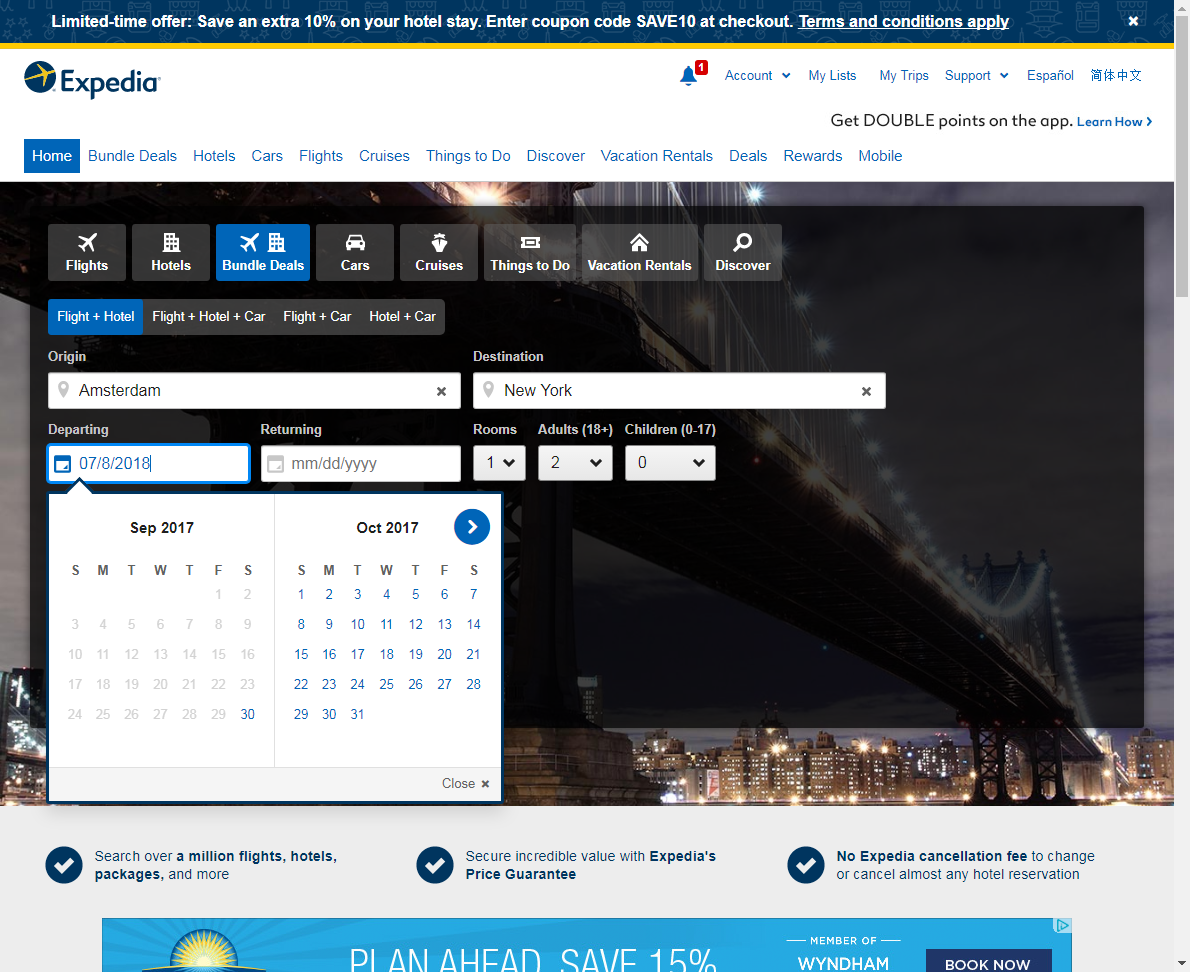 Limited-time offer: Save an extra 10% on your hotel stay. Enter coupon code SAVE10 at checkout. Terms and conditions apply
Expedia
1
Account
My Lists
My Trips
Support
Español
简体中文
Get DOUBLE points on the app. Learn How
Home
Bundle Deals
Hotels
Cars
Flights
Cruises
Things to Do
Discover
Vacation Rentals
Deals
Rewards
Mobile
Flights
Hotels
Bundle Deals
Cars
Cruises
Things to Do
Vacation Rentals
Discover
Flight + Hotel
Flight + Hotel + Car
Flight + Car
Hotel + Car
Origin
Destination
Amsterdam
New York
Departing
Returning
Rooms
Adults (18+)
Children (0-17)
07/8/2018
mm/dd/yyyy
1
2
0
Sep 2017
S M T W T F S
1 2
3 4 5 6 7 8 9
10 11 12 13 14 15 16
17 18 19 20 21 22 23
24 25 26 27 28 29 30
Oct 2017
S M T W T F S
1 2 3 4 5 6 7
8 9 10 11 12 13 14
15 16 17 18 19 20 21
22 23 24 25 26 27 28
29 30 31
Close
Search over a million flights, hotels,
packages, and more
Secure incredible value with Expedia's
Price Guarantee
No Expedia cancellation fee to change
or cancel almost any hotel reservation
PLAN AHEAD. SAVE 15%
MEMBER OF
WYNDHAM
BOOK NOW